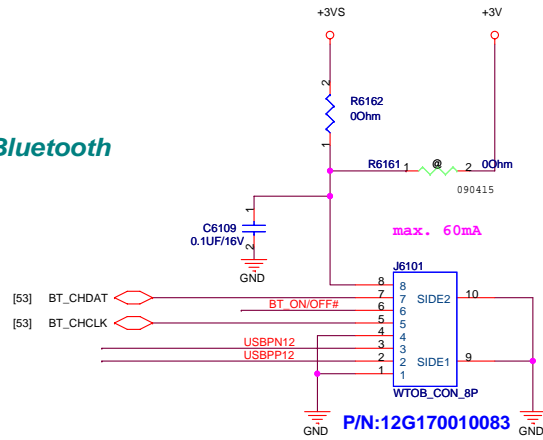 +3VS
+3V
2
R6162
0Ohm
1
Bluetooth
R6161 1 @ 2 0Ohm
090415
1
C6109
0.1UF/16V
2
GND
max. 60mA
J6101
8 8
[53] BT_CHDAT 7 7 SIDE2 10
BT_ON/OFF# 6 6
[53] BT_CHCLK 5 5
4 4
USBPN12 3 3
USBPP12 2 2 SIDE1 9
1 1
WTOB_CON_8P
P/N:12G170010083
GND
GND